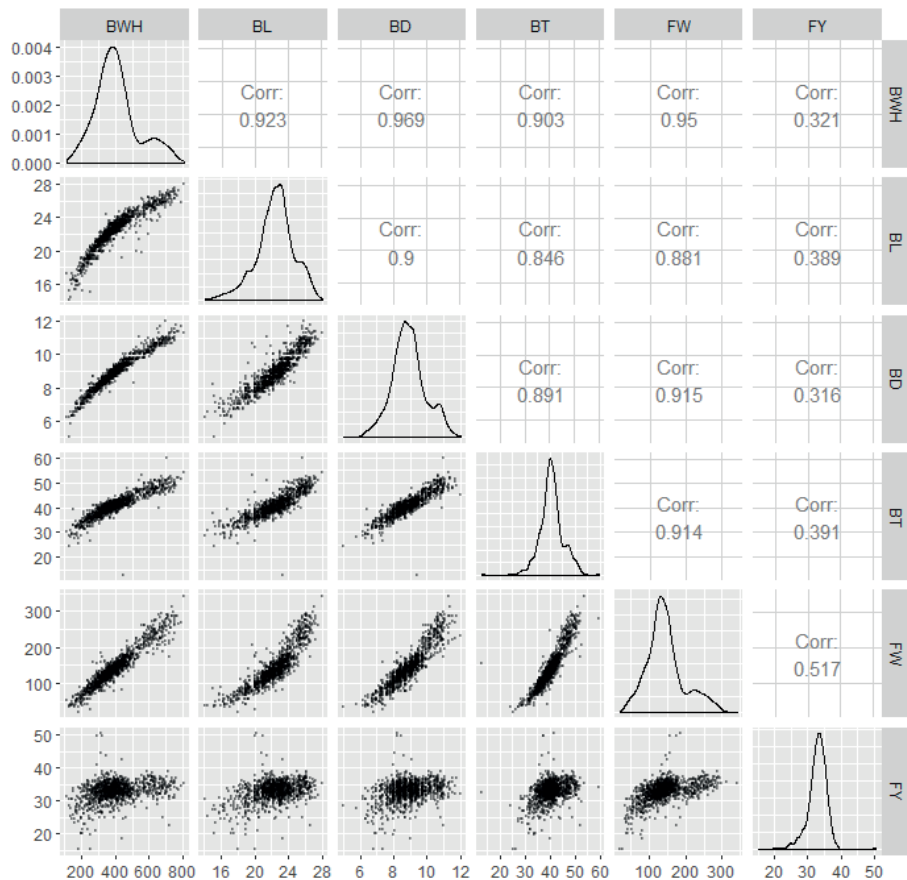 BWH BL BD BT FW FY
0.004
0.003
0.002
0.001
0.000
Corr: Corr: Corr: Corr: Corr:
0.923 0.969 0.903 0.95 0.321
BWH
28
24
20
16
Corr: Corr: Corr: Corr:
0.9 0.846 0.881 0.389
BL
12
10
8
6
Corr: Corr: Corr:
0.891 0.915 0.316
BD
60
50
40
30
20
Corr: Corr:
0.914 0.391
BT
300
200
100
Corr:
0.517
FW
50
40
30
20
FY
200 400 600 800 16 20 24 28 6 8 10 12 20 30 40 50 60 100 200 300 20 30 40 50